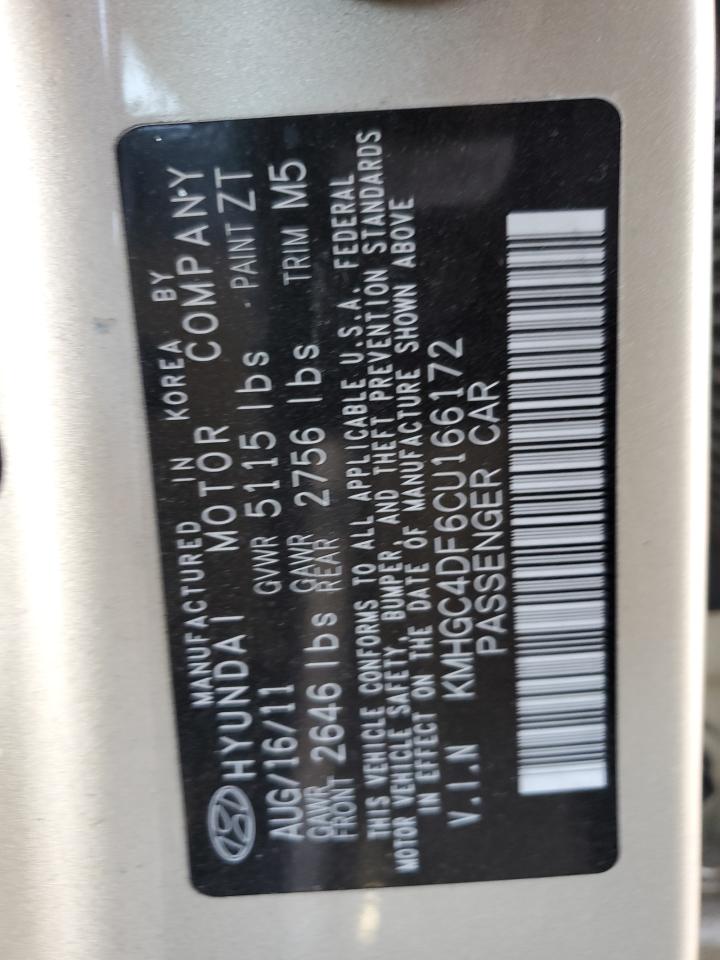 MANUFACTURED IN KOREA BY
HYUNDAI MOTOR COMPANY
AUG/16/11 GVWR 5115 lbs PAINT ZT
GAWR FRONT 2646 lbs GAWR REAR 2756 lbs TRIM M5
THIS VEHICLE CONFORMS TO ALL APPLICABLE U.S.A. FEDERAL
MOTOR VEHICLE SAFETY, BUMPER, AND THEFT PREVENTION STANDARDS
IN EFFECT ON THE DATE OF MANUFACTURE SHOWN ABOVE
V.I.N KMHGC4DF6CU166172
PASSENGER CAR